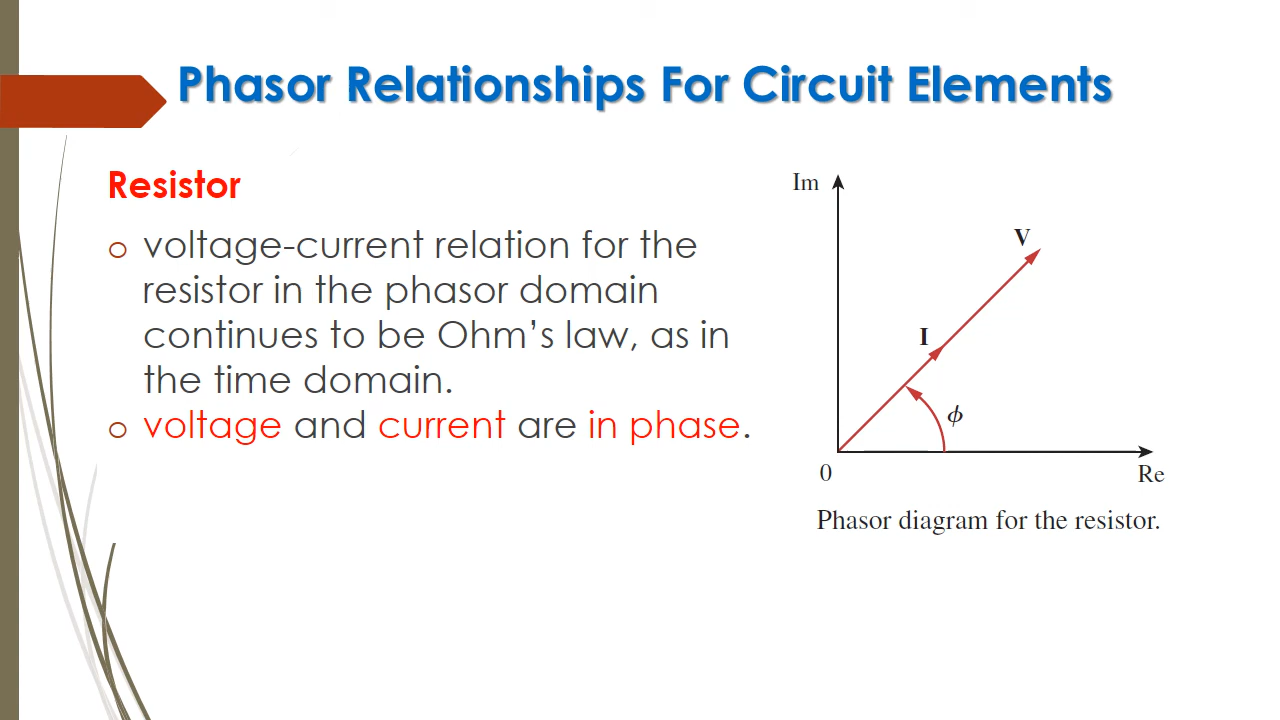 Phasor Relationships For Circuit Elements
Resistor
o voltage-current relation for the
resistor in the phasor domain
continues to be Ohm's law, as in
the time domain.
o voltage and current are in phase.
Im
V
I
ϕ
0
Re
Phasor diagram for the resistor.